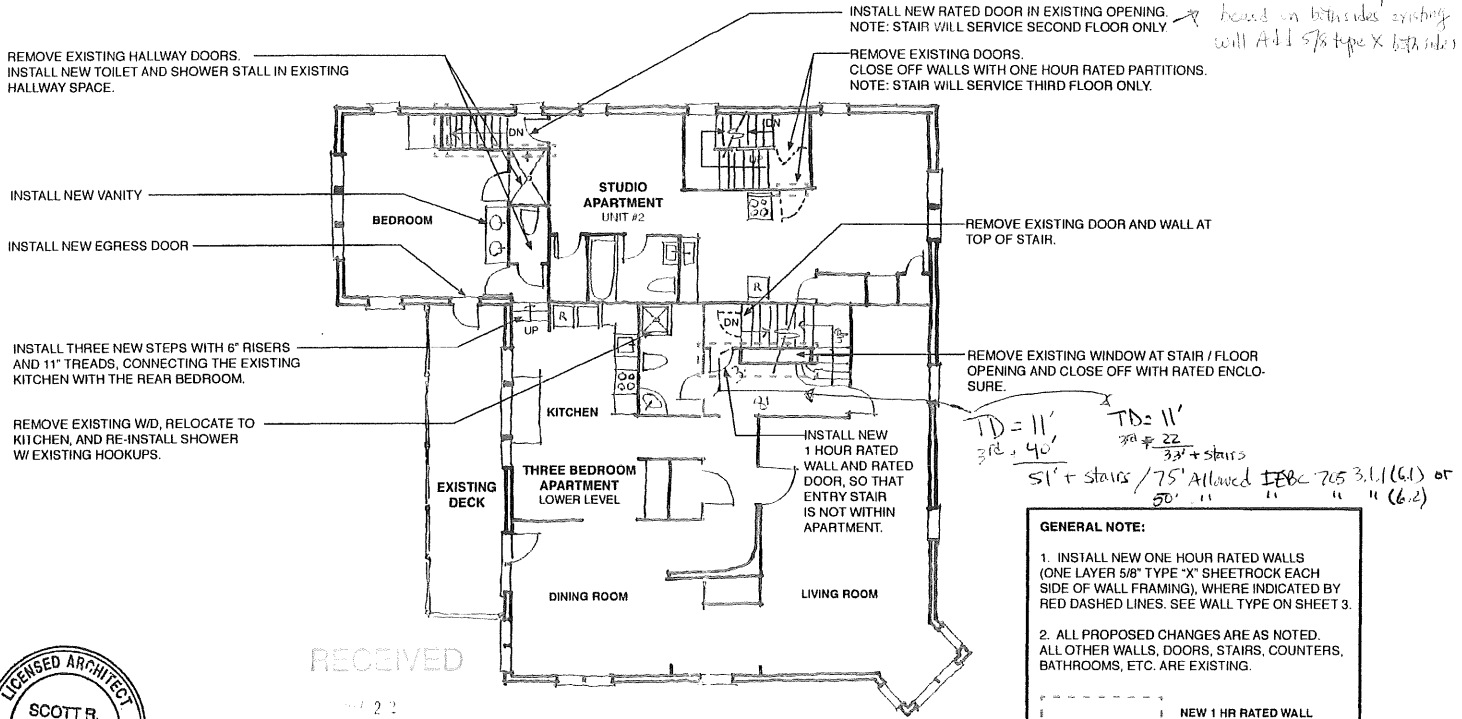 INSTALL NEW RATED DOOR IN EXISTING OPENING.
NOTE: STAIR WILL SERVICE SECOND FLOOR ONLY.
board on both sides existing
will Add 5/8 type X both sides
REMOVE EXISTING HALLWAY DOORS.
INSTALL NEW TOILET AND SHOWER STALL IN EXISTING
HALLWAY SPACE.
REMOVE EXISTING DOORS.
CLOSE OFF WALLS WITH ONE HOUR RATED PARTITIONS.
NOTE: STAIR WILL SERVICE THIRD FLOOR ONLY.
DN
DN
UP
INSTALL NEW VANITY
BEDROOM
STUDIO
APARTMENT
UNIT #2
INSTALL NEW EGRESS DOOR
REMOVE EXISTING DOOR AND WALL AT
TOP OF STAIR.
R
UP
R
DN
INSTALL THREE NEW STEPS WITH 6" RISERS
AND 11" TREADS, CONNECTING THE EXISTING
KITCHEN WITH THE REAR BEDROOM.
REMOVE EXISTING WINDOW AT STAIR / FLOOR
OPENING AND CLOSE OFF WITH RATED ENCLO-
SURE.
REMOVE EXISTING W/D, RELOCATE TO
KITCHEN, AND RE-INSTALL SHOWER
W/ EXISTING HOOKUPS.
KITCHEN
TD = 11'
3rd = 40'
51' + stairs / 75' Allowed IEBC 705 3.1.1 (6.1) or
50' " " " (6.2)
TD = 11'
3rd = 22
33' + stairs
INSTALL NEW
1 HOUR RATED
WALL AND RATED
DOOR, SO THAT
ENTRY STAIR
IS NOT WITHIN
APARTMENT.
THREE BEDROOM
APARTMENT
LOWER LEVEL
EXISTING
DECK
DINING ROOM
LIVING ROOM
GENERAL NOTE:
1. INSTALL NEW ONE HOUR RATED WALLS
(ONE LAYER 5/8" TYPE "X" SHEETROCK EACH
SIDE OF WALL FRAMING), WHERE INDICATED BY
RED DASHED LINES. SEE WALL TYPE ON SHEET 3.
2. ALL PROPOSED CHANGES ARE AS NOTED.
ALL OTHER WALLS, DOORS, STAIRS, COUNTERS,
BATHROOMS, ETC. ARE EXISTING.
NEW 1 HR RATED WALL
RECEIVED
22
LICENSED ARCHITECT
SCOTT R.